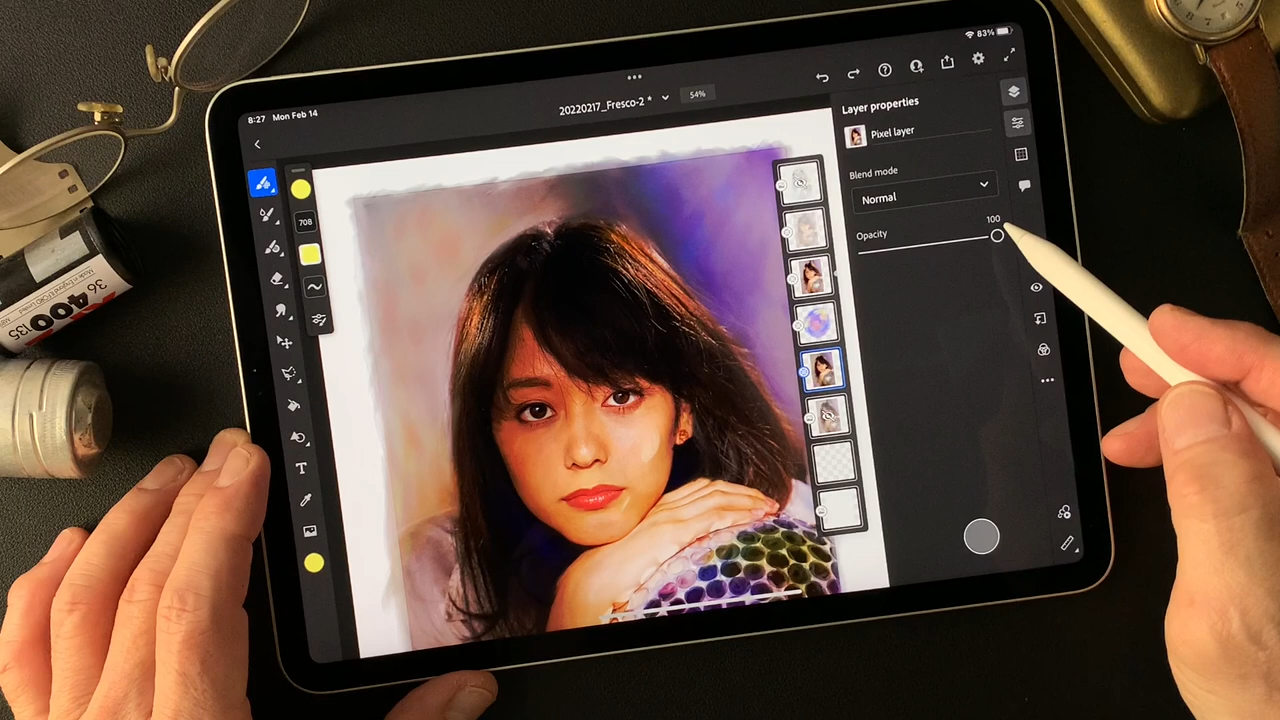 8:27 Mon Feb 14
83%
20220217_Fresco-2 *
54%
Layer properties
Pixel layer
Blend mode
Normal
100
Opacity
708
T
36
400
135